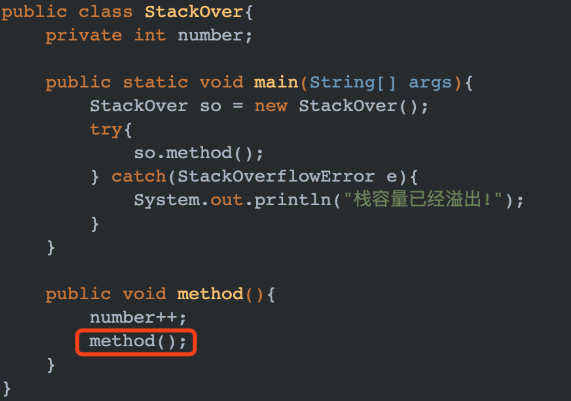 public class StackOver{
    private int number;

    public static void main(String[] args){
        StackOver so = new StackOver();
        try{
            so.method();
        } catch(StackOverflowError e){
            System.out.println("栈容量已经溢出!");
        }
    }

    public void method(){
        number++;
        method();
    }
}